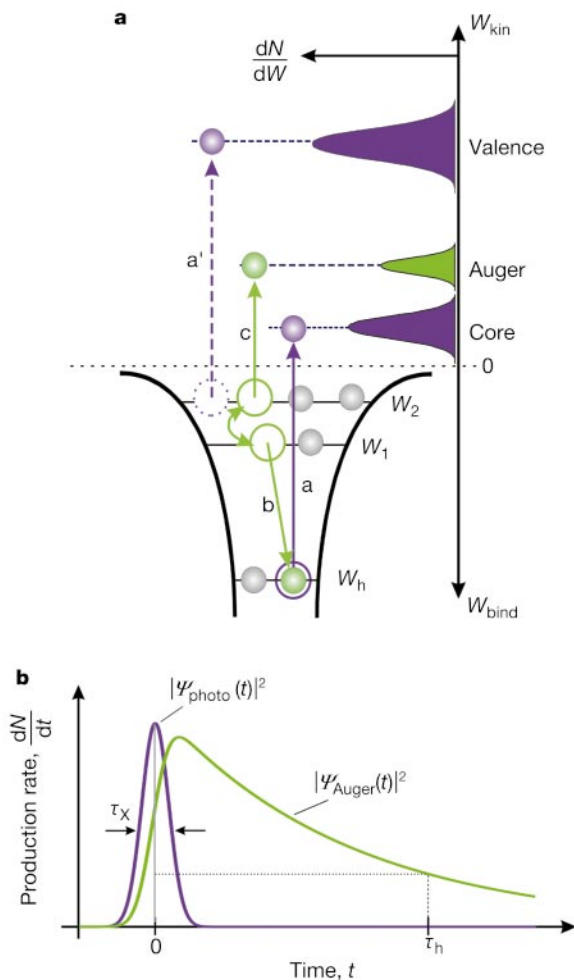 a
W_kin
dN/dW
Valence
a'
Auger
c
Core
0
W_2
W_1
b
a
W_h
W_bind
b
|Ψ_photo (t)|²
Production rate, dN/dt
|Ψ_Auger(t)|²
τ_X
0
τ_h
Time, t